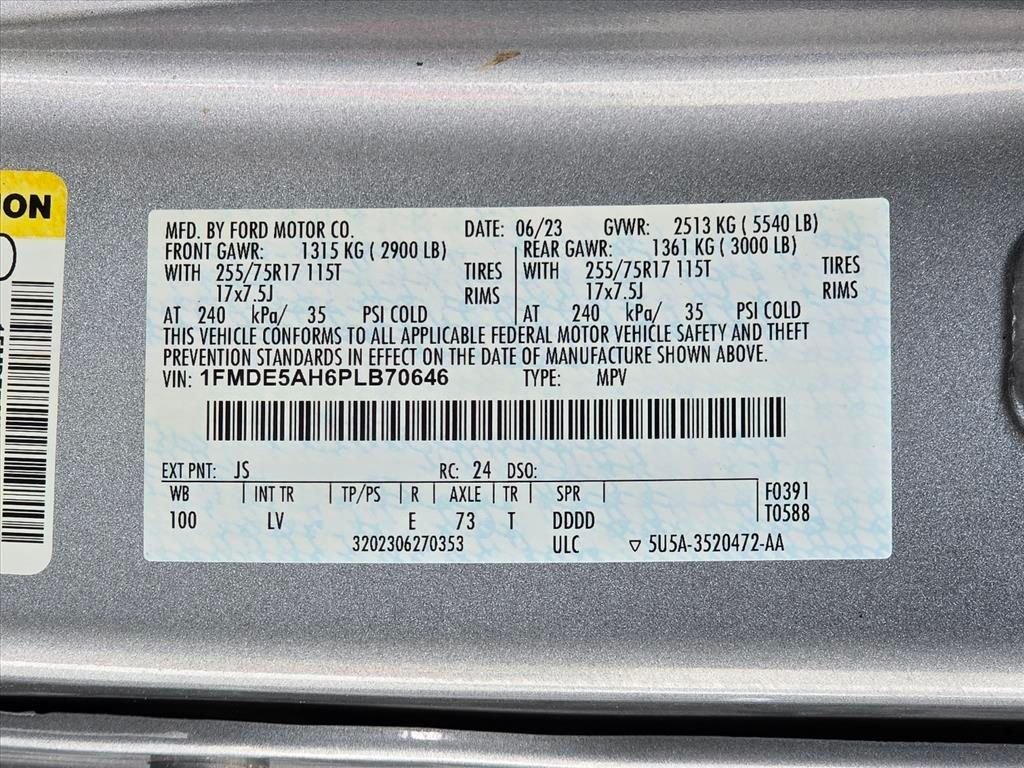 ION
MFG. BY FORD MOTOR CO. DATE: 06/23 GVWR: 2513 KG ( 5540 LB)
FRONT GAWR: 1315 KG ( 2900 LB) REAR GAWR: 1361 KG ( 3000 LB)
WITH 255/75R17 115T TIRES WITH 255/75R17 115T TIRES
17x7.5J RIMS 17x7.5J RIMS
AT 240 kPa/ 35 PSI COLD AT 240 kPa/ 35 PSI COLD
THIS VEHICLE CONFORMS TO ALL APPLICABLE FEDERAL MOTOR VEHICLE SAFETY AND THEFT
PREVENTION STANDARDS IN EFFECT ON THE DATE OF MANUFACTURE SHOWN ABOVE.
VIN: 1FMDE5AH6PLB70646 TYPE: MPV
EXT PNT: JS RC: 24 DSO:
WB INT TR TP/PS R AXLE TR SPR F0391
100 LV E 73 T DDDD T0588
3202306270353 ULC ▽ 5U5A-3520472-AA